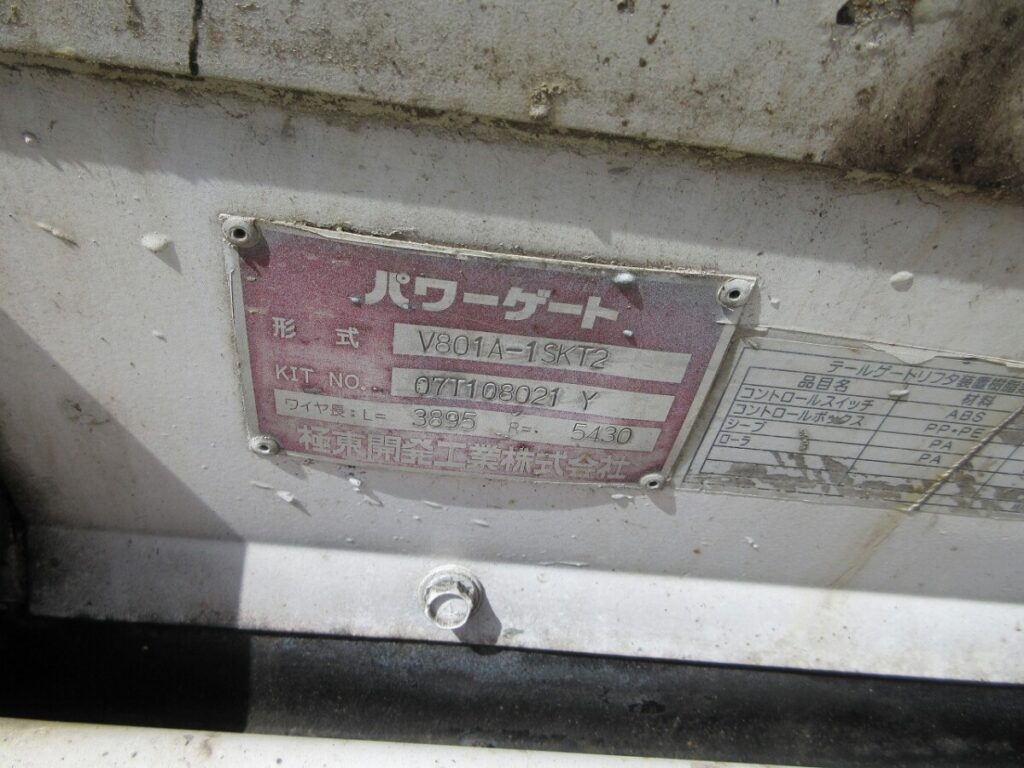 パワーゲート
形 式 V801A-1SKT2
KIT NO. 07T108021 Y
ワイヤ長:L= 3895 R= 5430
極東開発工業株式会社
テールゲートリフタ装置樹脂
品目名 材料
コントロールスイッチ ABS
コントロールボックス PP・PE
シーブ PA
ローラ PA